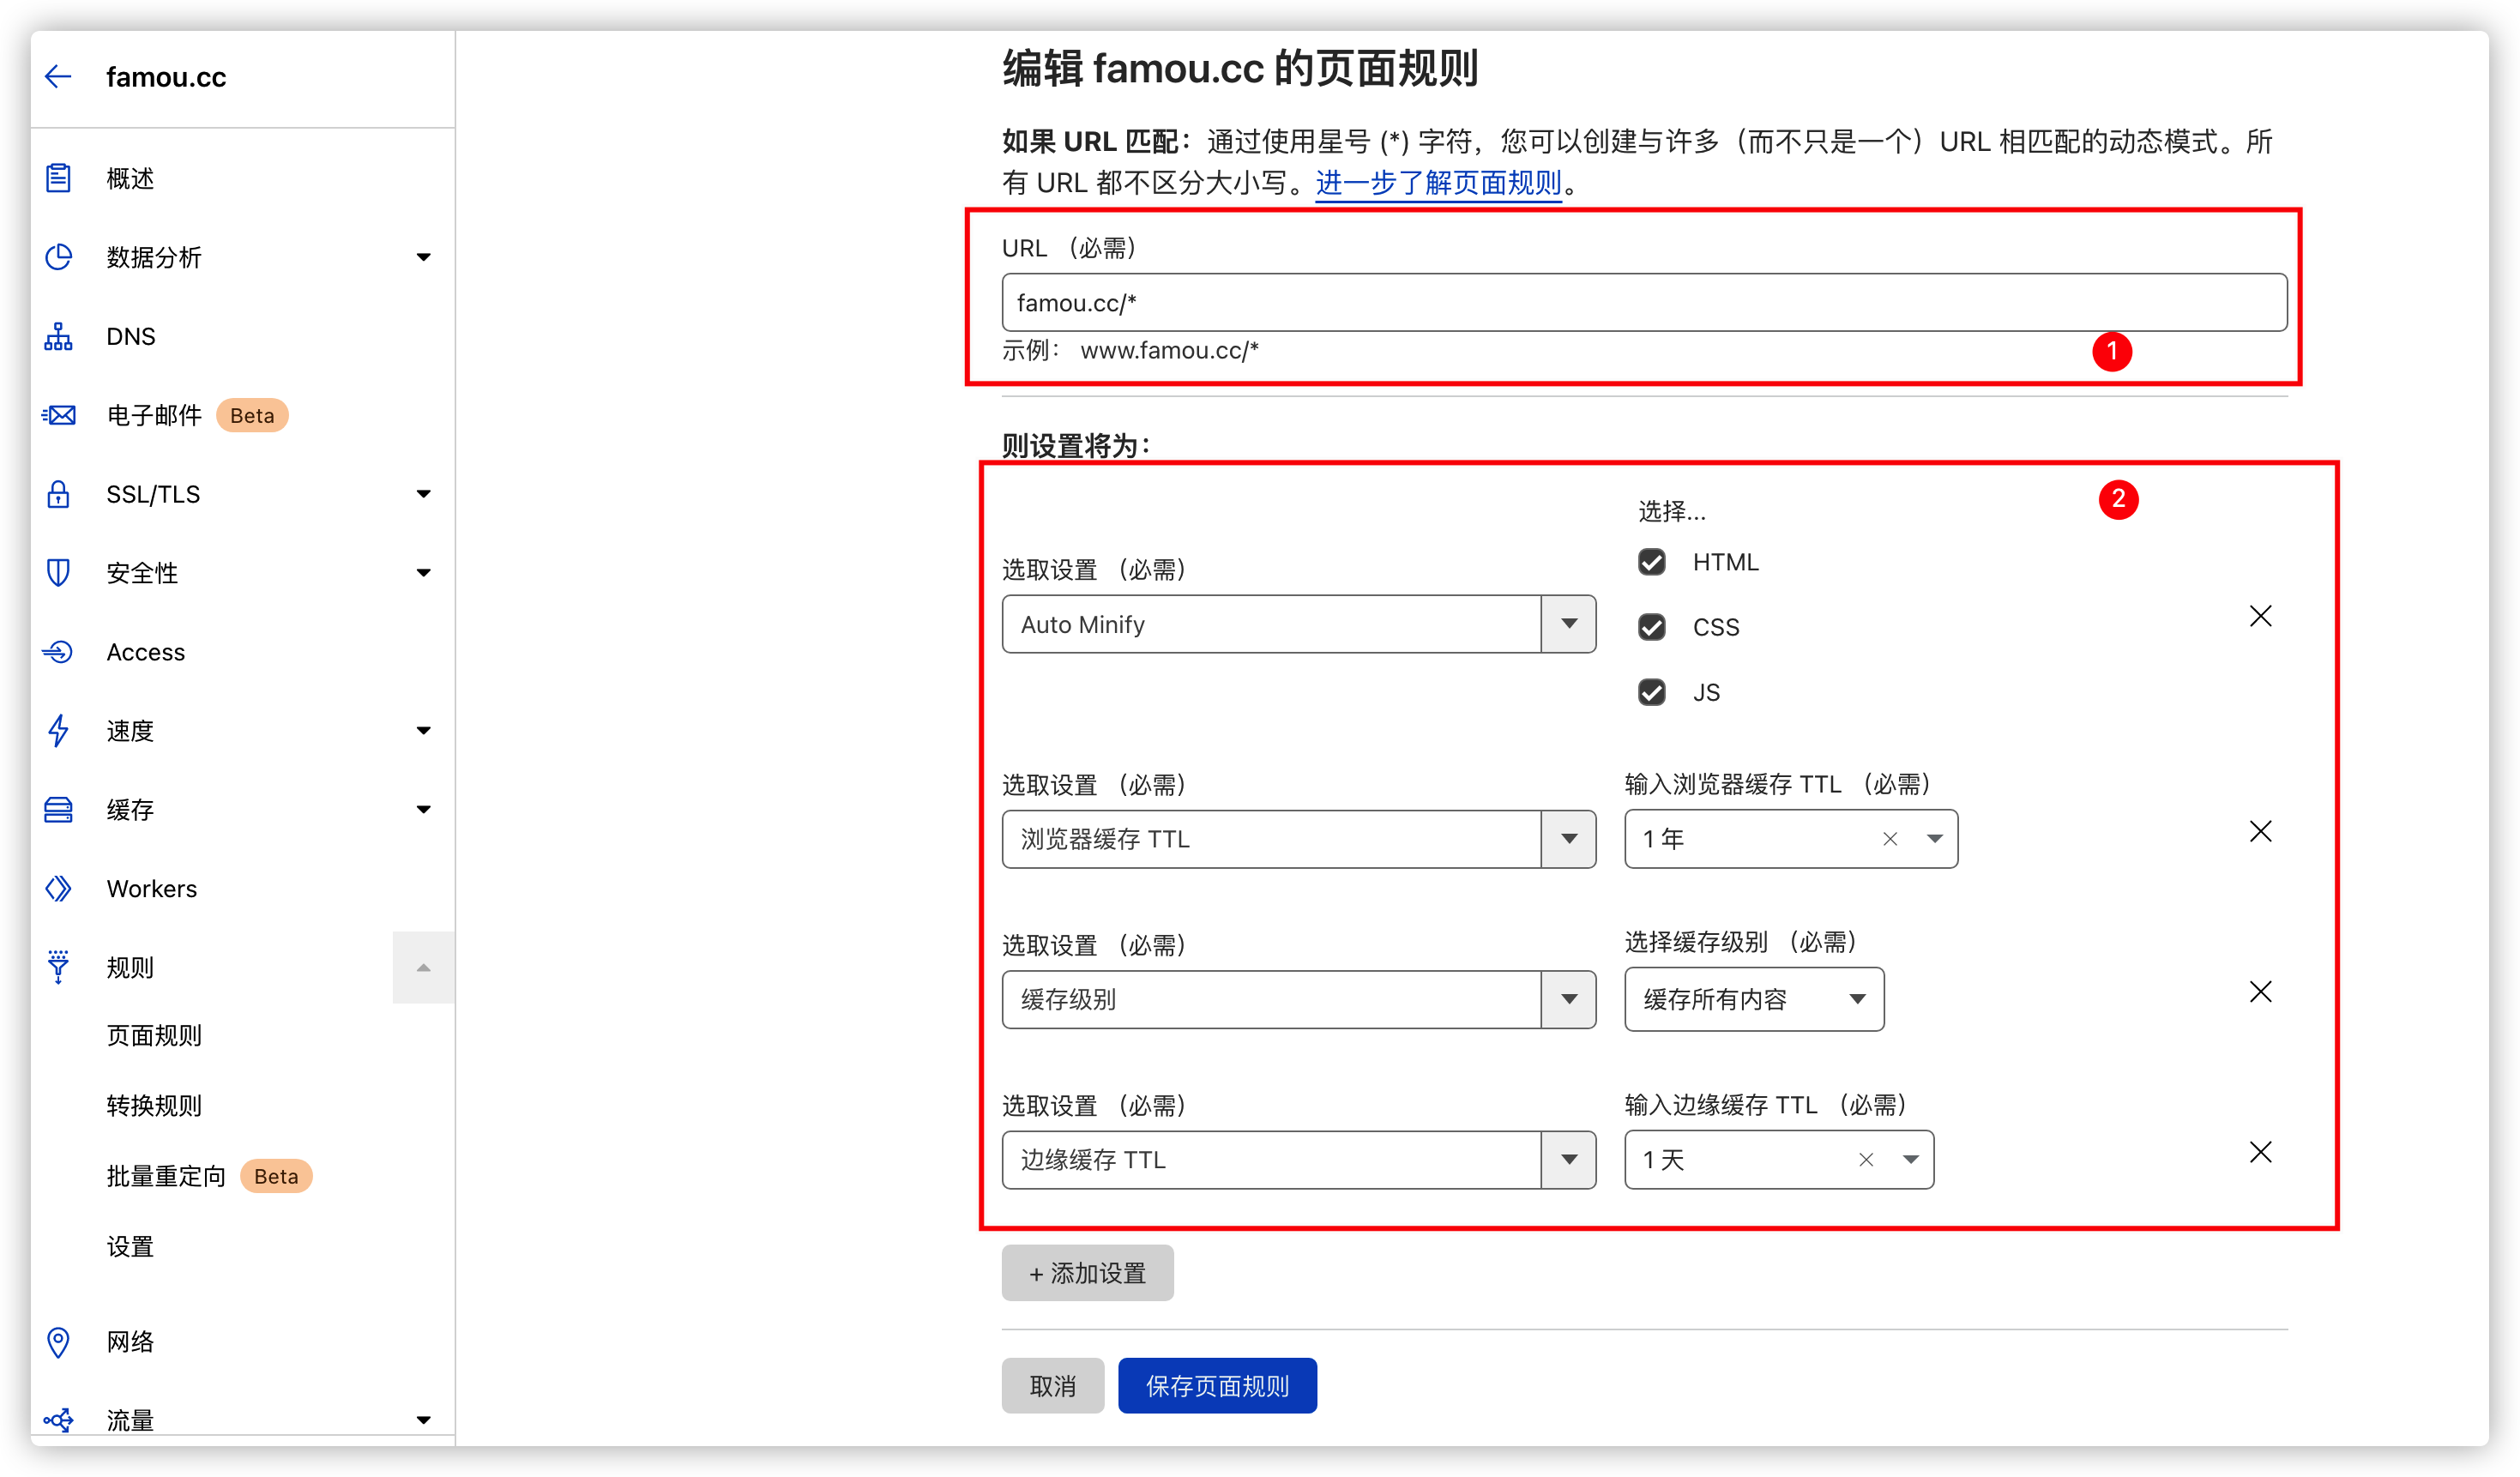 famou.cc
概述
数据分析
DNS
电子邮件 Beta
SSL/TLS
安全性
Access
速度
缓存
Workers
规则
页面规则
转换规则
批量重定向 Beta
设置
网络
流量
编辑 famou.cc 的页面规则
如果 URL 匹配：通过使用星号 (*) 字符，您可以创建与许多（而不只是一个）URL 相匹配的动态模式。所
有 URL 都不区分大小写。进一步了解页面规则。
URL （必需）
famou.cc/*
示例： www.famou.cc/*
1
则设置将为：
2
选择...
选取设置 （必需）
HTML
Auto Minify
CSS
JS
选取设置 （必需） 输入浏览器缓存 TTL （必需）
浏览器缓存 TTL 1 年
选取设置 （必需） 选择缓存级别 （必需）
缓存级别 缓存所有内容
选取设置 （必需） 输入边缘缓存 TTL （必需）
边缘缓存 TTL 1 天
+ 添加设置
取消 保存页面规则